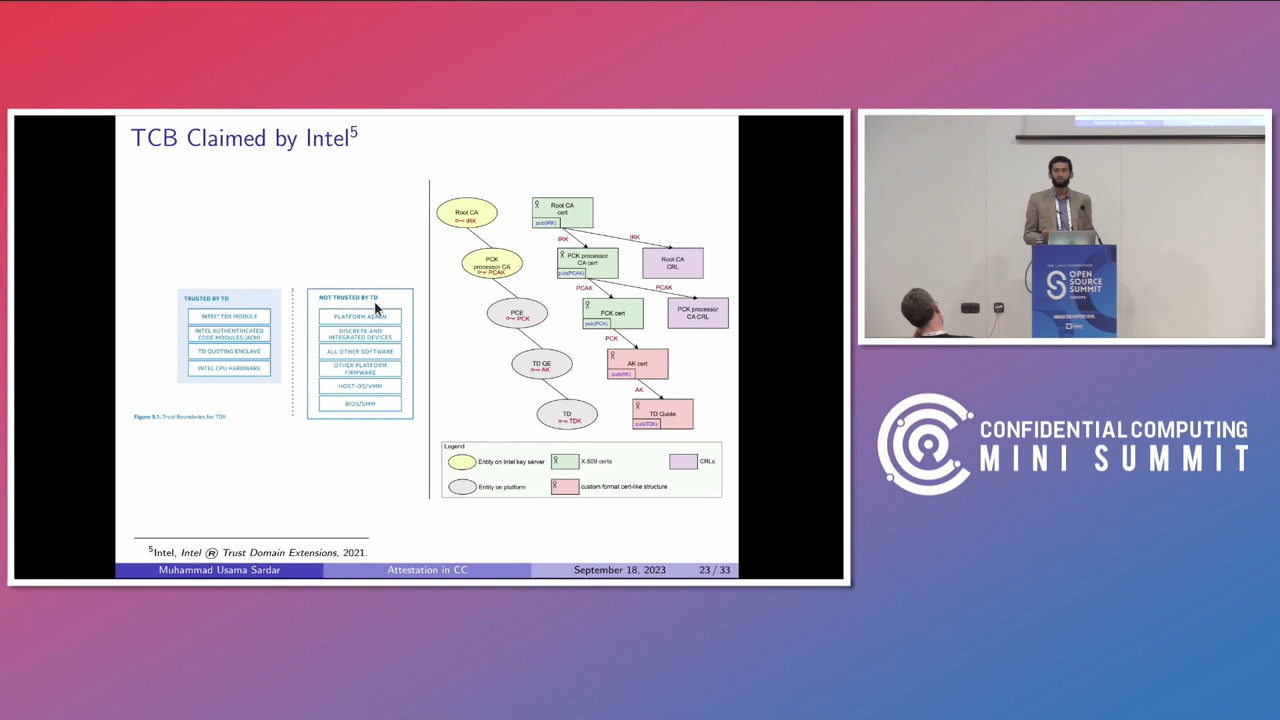 TCB Claimed by Intel5
TRUSTED BY TD
INTEL® TDX MODULE
INTEL AUTHENTHICATED
CODE MODULES (ACM)
TD QUOTING ENCLAVE
INTEL CPU HARDWARE
NOT TRUSTED BY TD
PLATFORM ADMIN
DISCRETE AND
INTEGRATED DEVICES
ALL OTHER SOFTWARE
OTHER PLATFORM
FIRMWARE
HOST OS/VMM
BIOS/SMM
Figure 5.1. Trust Boundaries for TDX
Root CA
IRK
PCK
processor CA
PCAK
PCE
PCK
TD QE
AK
TD
TDK
Root CA
cert
pub(IRK)
IRK
IRK
PCK processor
CA cert
pub(PCAK)
Root CA
CRL
PCAK
PCAK
PCK cert
pub(PCK)
PCK processor
CA CRL
PCK
AK cert
pub(AK)
AK
TD Quote
pub(TDK)
Legend
Entity on Intel key server
X.509 certs
CRLs
Entity on platform
custom format cert-like structure
5Intel, Intel ® Trust Domain Extensions, 2021.
Muhammad Usama Sardar
Attestation in CC
September 18, 2023
23 / 33
OPEN
SOURCE
SUMMIT
EUROPE
CONFIDENTIAL COMPUTING
MINI SUMMIT